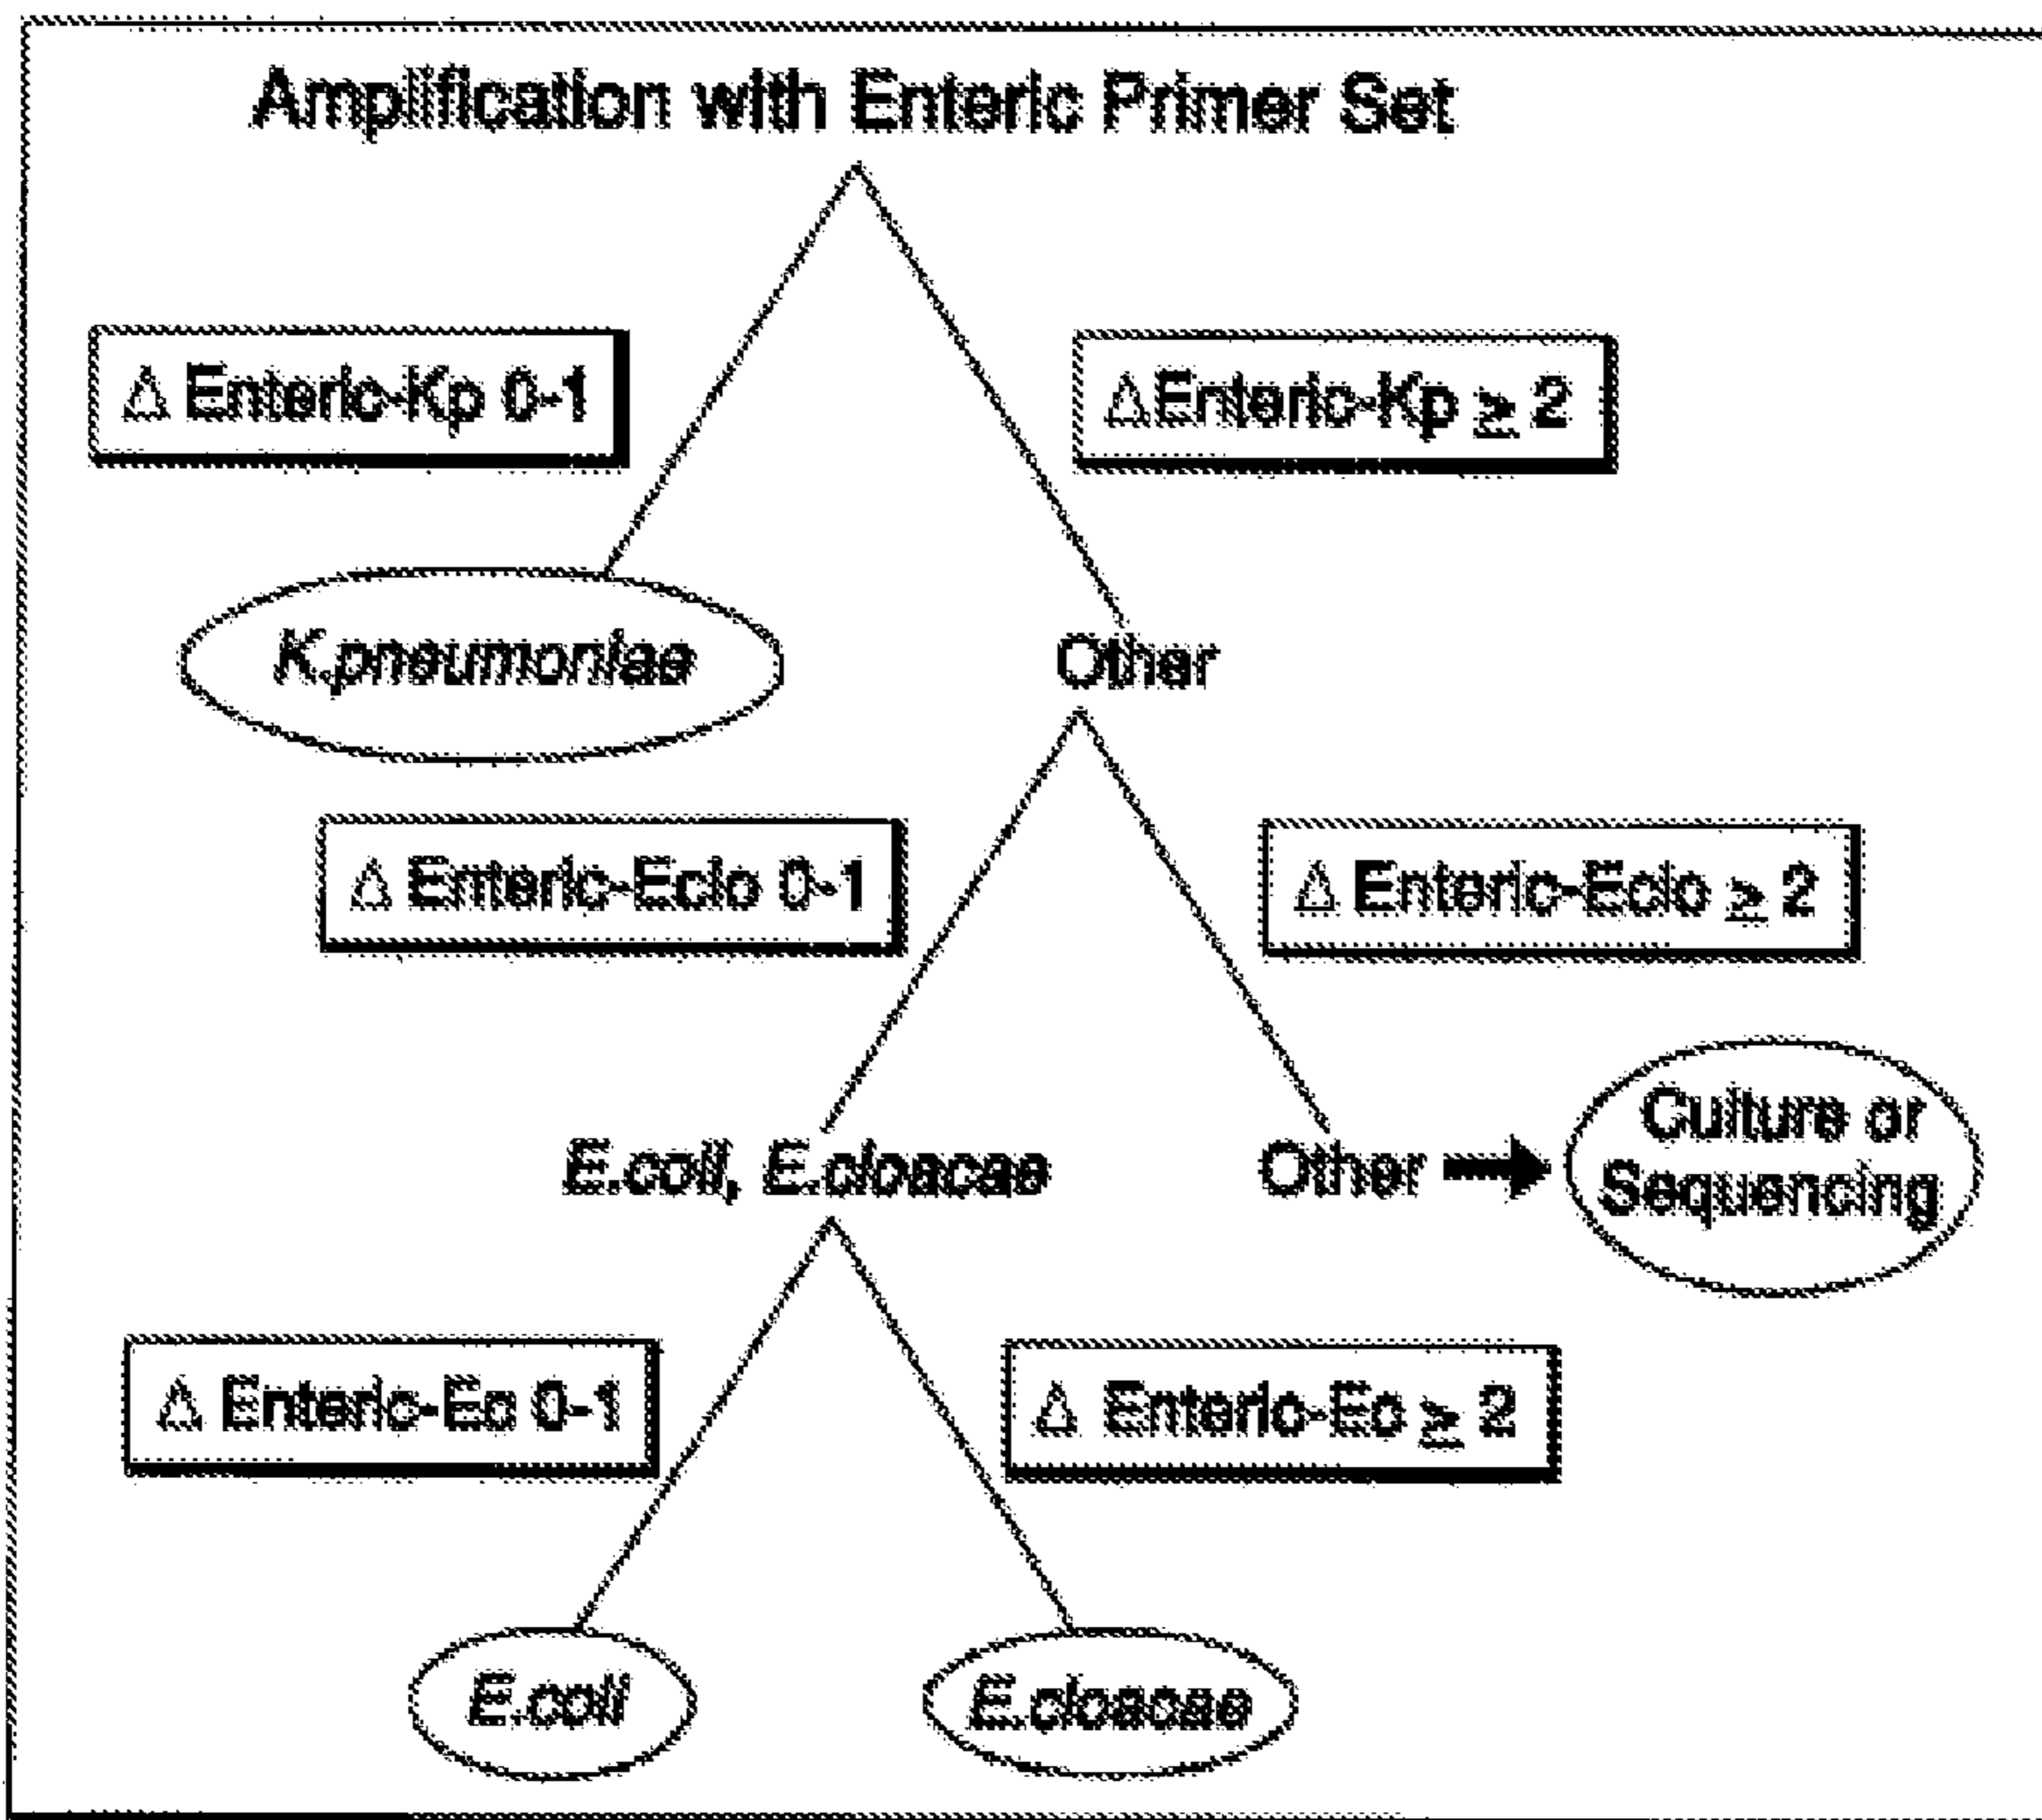 Amplification with Enteric Primer Set
△ Enteric-Kp 0-1
△Enteric-Kp ≥ 2
K.pneumoniae
Other
△ Enteric-Eclo 0-1
△ Enteric-Eclo ≥ 2
E.coli, E.cloacae
Other
Culture or
Sequencing
△ Enteric-Ec 0-1
△ Enteric-Ec ≥ 2
E.coli
E.cloacae